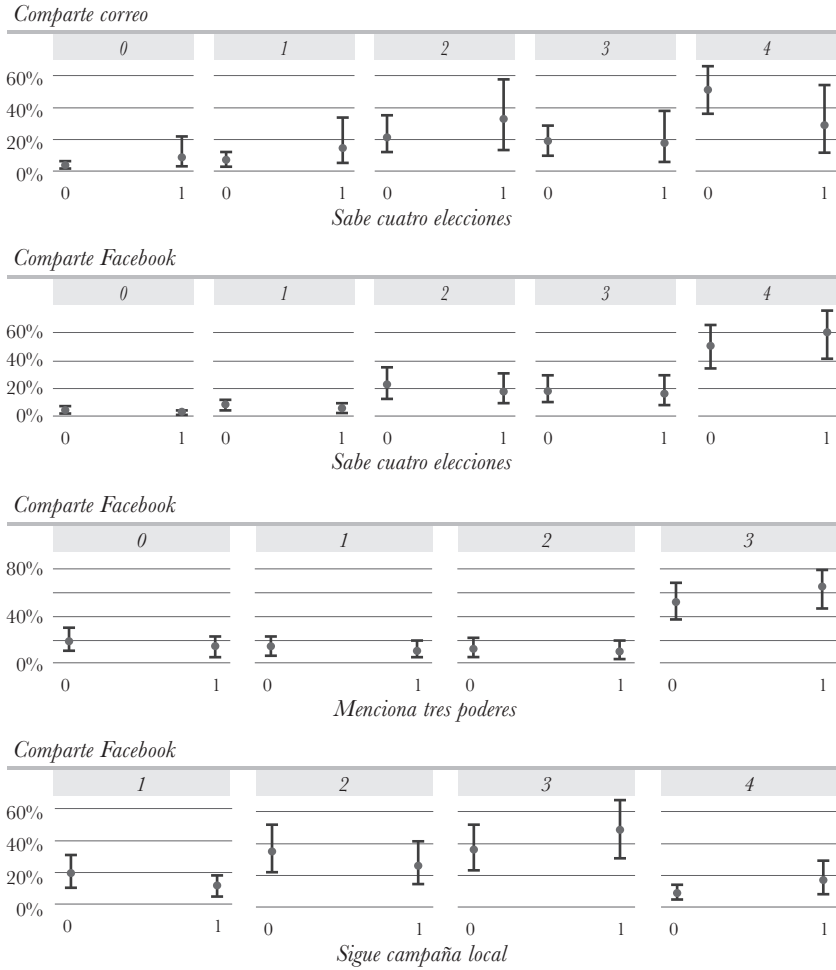 Comparte correo
0 1 2 3 4
60%
40%
20%
0%
0 1 0 1 0 1 0 1 0 1
Sabe cuatro elecciones
Comparte Facebook
0 1 2 3 4
60%
40%
20%
0%
0 1 0 1 0 1 0 1 0 1
Sabe cuatro elecciones
Comparte Facebook
0 1 2 3
80%
40%
0%
0 1 0 1 0 1 0 1
Menciona tres poderes
Comparte Facebook
1 2 3 4
60%
40%
20%
0%
0 1 0 1 0 1 0 1
Sigue campaña local